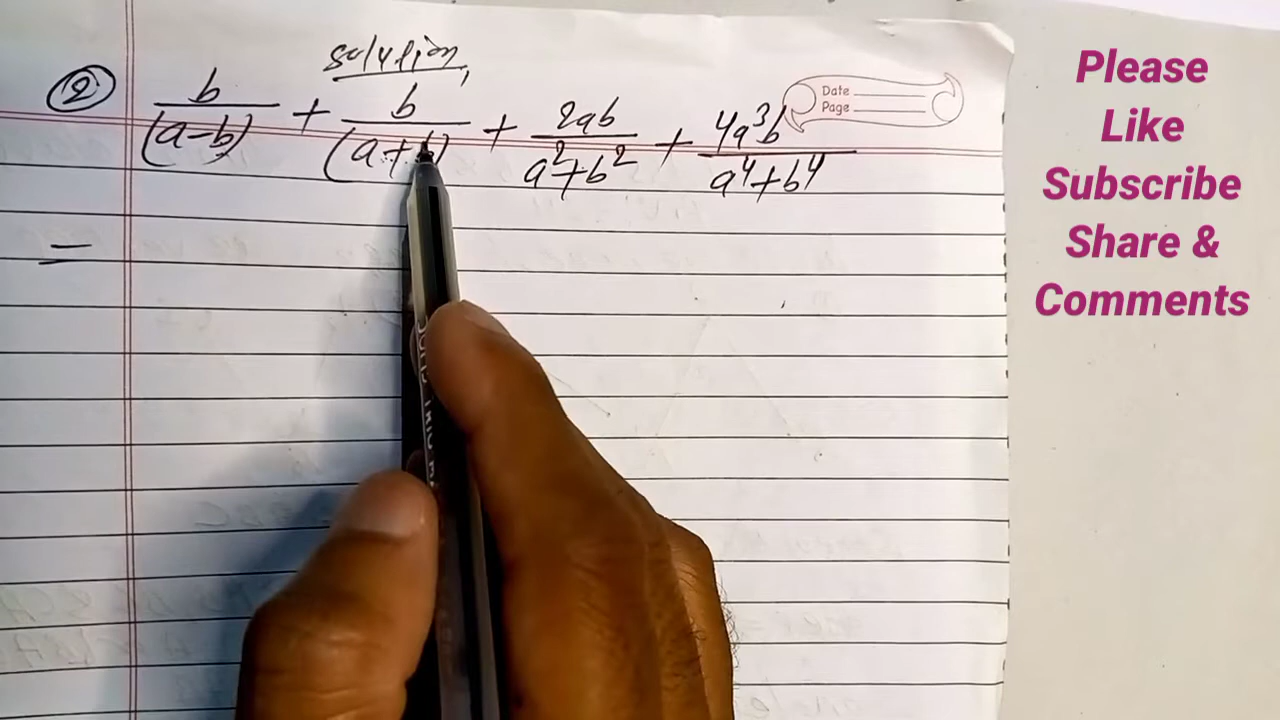 solution,
② b/(a-b) + b/(a+b) + 2ab/a²+b² + 4a³b/a⁴+b⁴
=
Date
Page
Please
Like
Subscribe
Share &
Comments